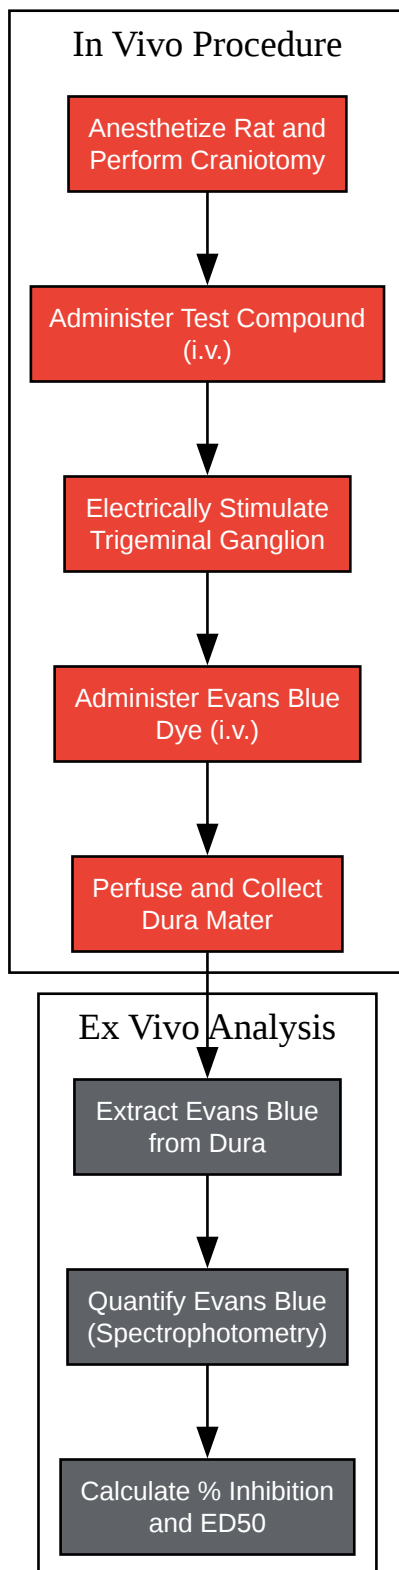 In Vivo Procedure
Anesthetize Rat and
Perform Craniotomy
Administer Test Compound
(i.v.)
Electrically Stimulate
Trigeminal Ganglion
Administer Evans Blue
Dye (i.v.)
Perfuse and Collect
Dura Mater
Ex Vivo Analysis
Extract Evans Blue
from Dura
Quantify Evans Blue
(Spectrophotometry)
Calculate % Inhibition
and ED50